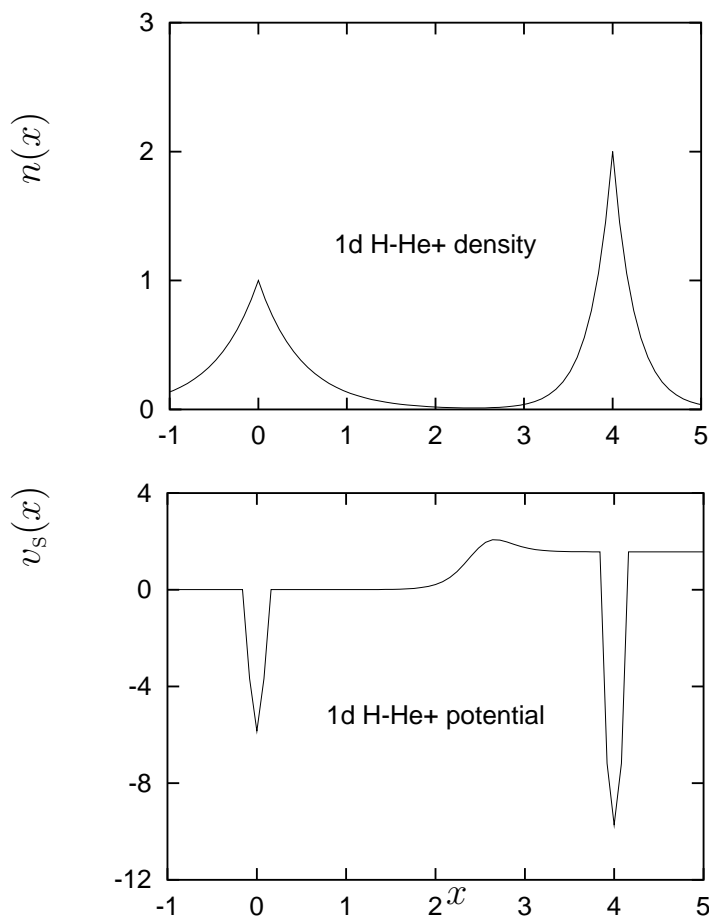 3
2
1
0
n(x)
1d H-He+ density
-1 0 1 2 3 4 5
4
0
-4
-8
-12
v_s(x)
1d H-He+ potential
-1 0 1 2 3 4 5
x